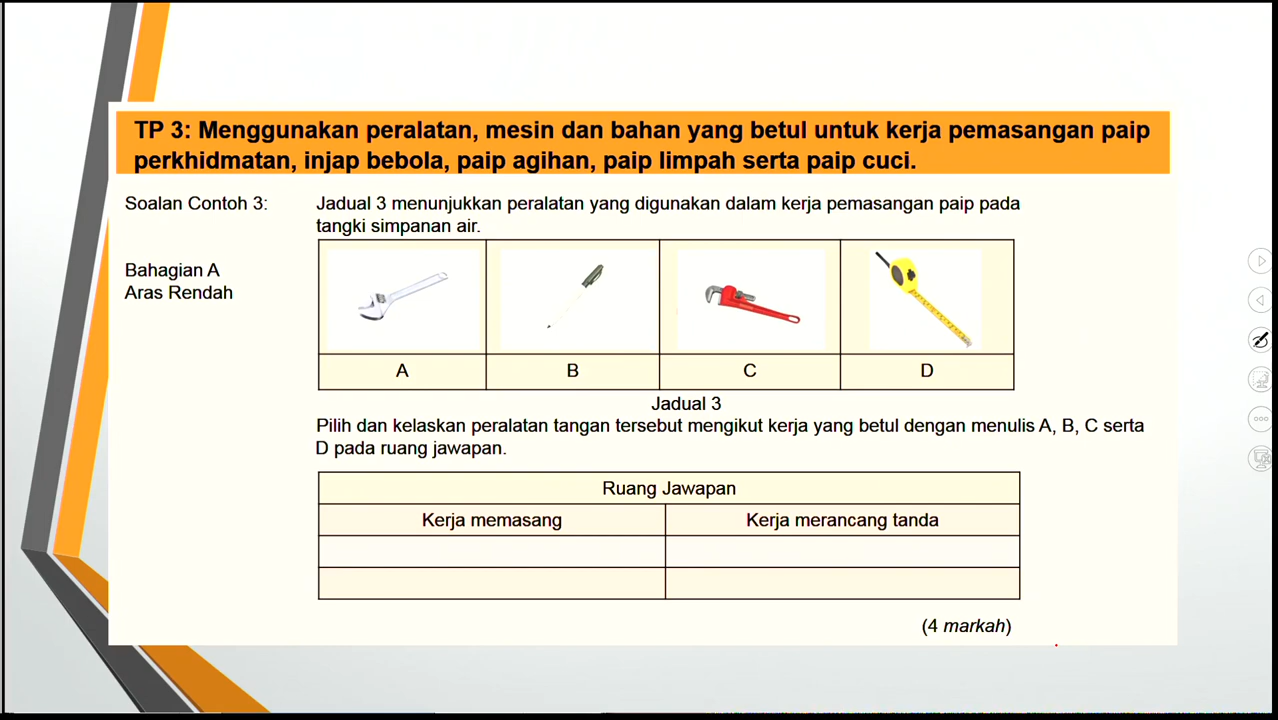 TP 3: Menggunakan peralatan, mesin dan bahan yang betul untuk kerja pemasangan paip
perkhidmatan, injap bebola, paip agihan, paip limpah serta paip cuci.
Soalan Contoh 3:
Jadual 3 menunjukkan peralatan yang digunakan dalam kerja pemasangan paip pada
tangki simpanan air.
Bahagian A
Aras Rendah
A B C D
Jadual 3
Pilih dan kelaskan peralatan tangan tersebut mengikut kerja yang betul dengan menulis A, B, C serta
D pada ruang jawapan.
Ruang Jawapan
Kerja memasang Kerja merancang tanda
(4 markah)